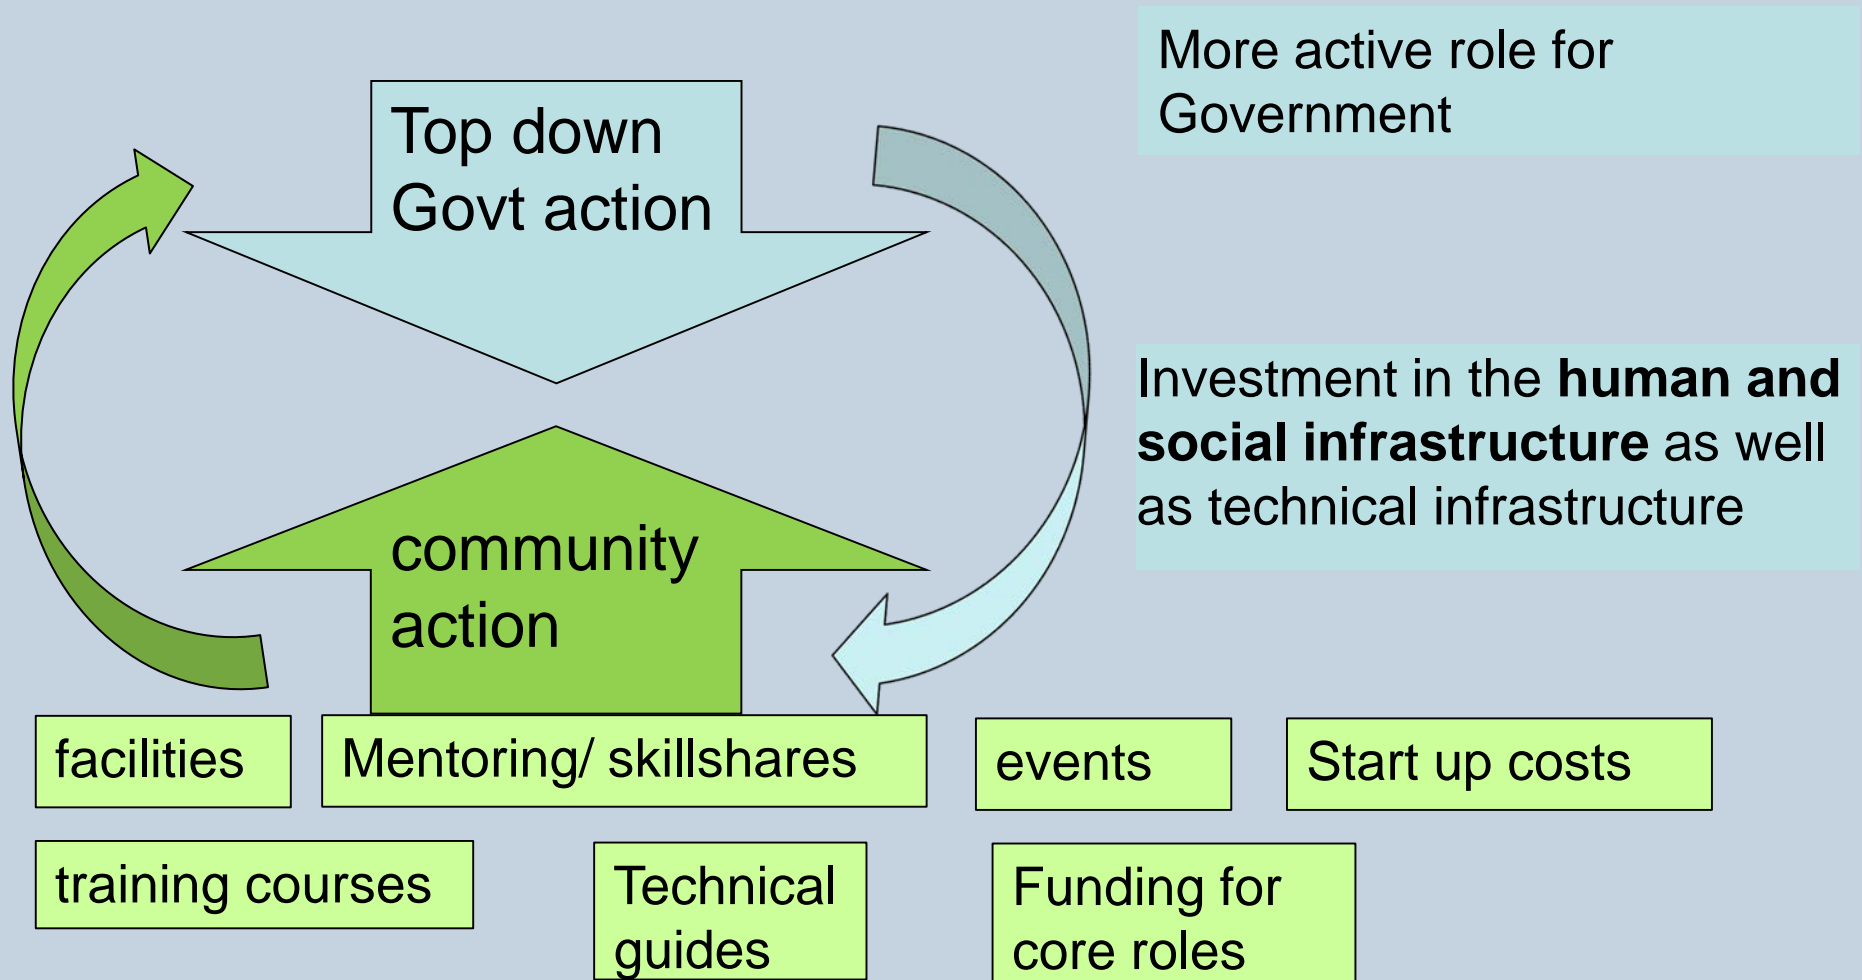 More active role for
Government
Top down
Govt action
Investment in the human and
social infrastructure as well
as technical infrastructure
community
action
facilities
Mentoring/ skillshares
events
Start up costs
training courses
Technical
guides
Funding for
core roles